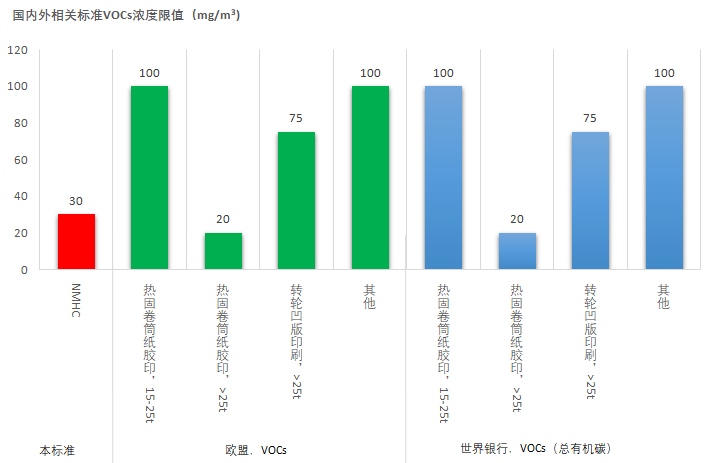 国内外相关标准VOCs浓度限值（mg/m³)
120
100
80
60
40
20
0
30
100
20
75
100
100
20
75
100
NMHC
热固卷筒纸胶印，15-25t
热固卷筒纸胶印，>25t
转轮凹版印刷，>25t
其他
热固卷筒纸胶印，15-25t
热固卷筒纸胶印，>25t
转轮凹版印刷，>25t
其他
本标准
欧盟．VOCs
世界银行．VOCs（总有机碳）